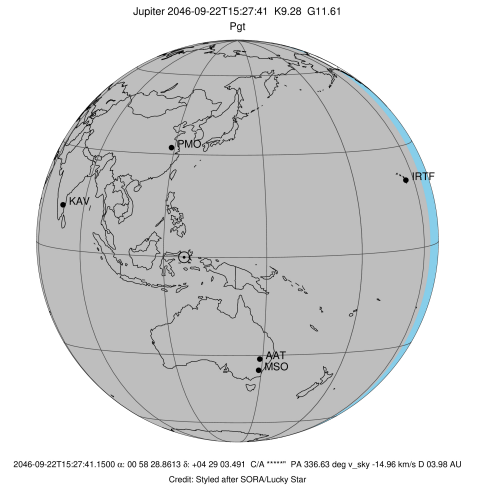 Jupiter 2046-09-22T15:27:41 K9.28 G11.61
Pgt
PMO
IRTF
KAV
AAT
MSO
2046-09-22T15:27:41.1500 α: 00 58 28.8613 δ: +04 29 03.491 C/A *****" PA 336.63 deg v_sky -14.96 km/s D 03.98 AU
Credit: Styled after SORA/Lucky Star